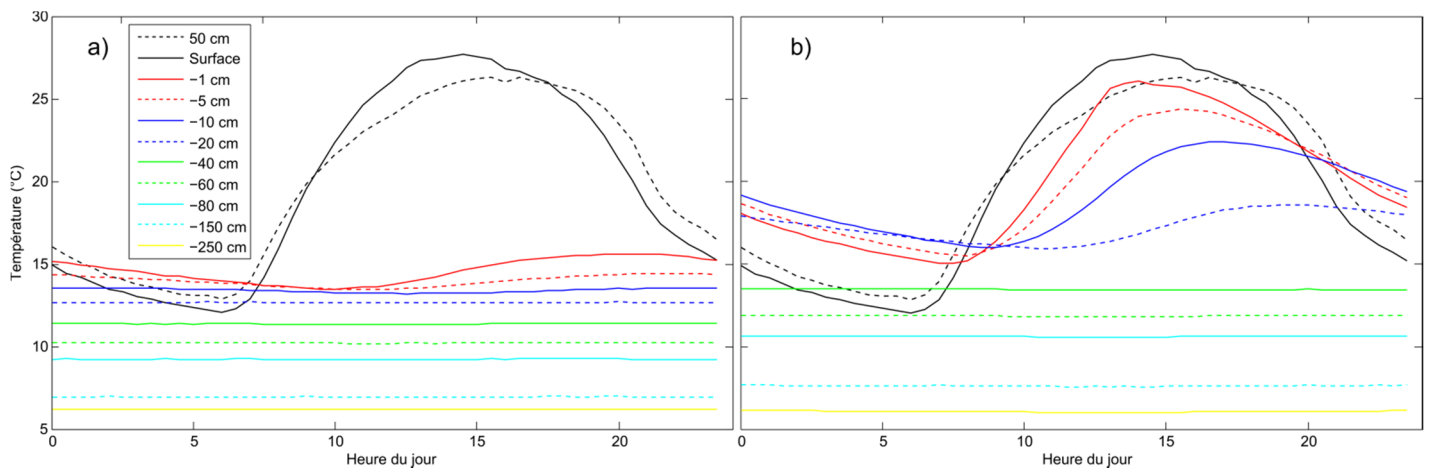 30
25
20
15
10
5
Température (°C)
a)
50 cm
Surface
−1 cm
−5 cm
−10 cm
−20 cm
−40 cm
−60 cm
−80 cm
−150 cm
−250 cm
0
5
10
15
20
Heure du jour
b)
0
5
10
15
20
Heure du jour